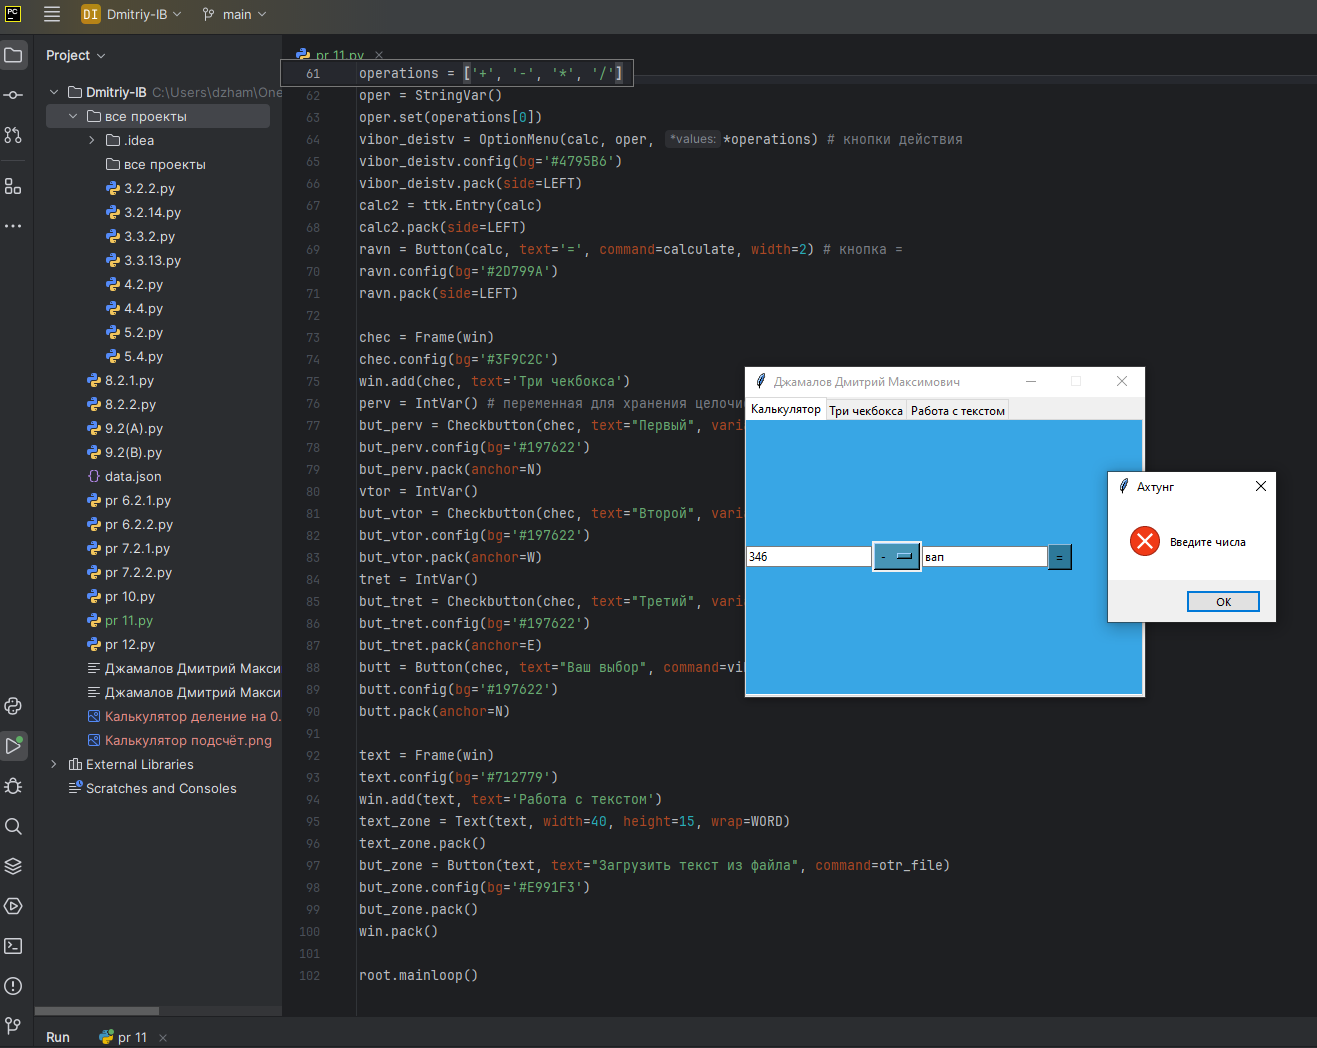 PC
DI Dmitriy-IB main
Project
Dmitriy-IB C:\Users\dzham\One
все проекты
.idea
все проекты
3.2.2.py
3.2.14.py
3.3.2.py
3.3.13.py
4.2.py
4.4.py
5.2.py
5.4.py
8.2.1.py
8.2.2.py
9.2(A).py
9.2(B).py
data.json
pr 6.2.1.py
pr 6.2.2.py
pr 7.2.1.py
pr 7.2.2.py
pr 10.py
pr 11.py
pr 12.py
Джамалов Дмитрий Макси
Джамалов Дмитрий Макси
Калькулятор деление на 0.
Калькулятор подсчёт.png
External Libraries
Scratches and Consoles
pr 11.py
61 operations = ['+', '-', '*', '/']
62 oper = StringVar()
63 oper.set(operations[0])
64 vibor_deistv = OptionMenu(calc, oper, *values: *operations) # кнопки действия
65 vibor_deistv.config(bg='#4795B6')
66 vibor_deistv.pack(side=LEFT)
67 calc2 = ttk.Entry(calc)
68 calc2.pack(side=LEFT)
69 ravn = Button(calc, text='=', command=calculate, width=2) # кнопка =
70 ravn.config(bg='#2D799A')
71 ravn.pack(side=LEFT)
72
73 chec = Frame(win)
74 chec.config(bg='#3F9C2C')
75 win.add(chec, text='Три чекбокса')
76 perv = IntVar() # переменная для хранения целочи
77 but_perv = Checkbutton(chec, text="Первый", vari
78 but_perv.config(bg='#197622')
79 but_perv.pack(anchor=N)
80 vtor = IntVar()
81 but_vtor = Checkbutton(chec, text="Второй", vari
82 but_vtor.config(bg='#197622')
83 but_vtor.pack(anchor=W)
84 tret = IntVar()
85 but_tret = Checkbutton(chec, text="Третий", vari
86 but_tret.config(bg='#197622')
87 but_tret.pack(anchor=E)
88 butt = Button(chec, text="Ваш выбор", command=vi
89 butt.config(bg='#197622')
90 butt.pack(anchor=N)
91
92 text = Frame(win)
93 text.config(bg='#712779')
94 win.add(text, text='Работа с текстом')
95 text_zone = Text(text, width=40, height=15, wrap=WORD)
96 text_zone.pack()
97 but_zone = Button(text, text="Загрузить текст из файла", command=otr_file)
98 but_zone.config(bg='#E991F3')
99 but_zone.pack()
100 win.pack()
101
102 root.mainloop()
Джамалов Дмитрий Максимович
Калькулятор Три чекбокса Работа с текстом
346 - вап =
Ахтунг
Введите числа
ОК
Run pr 11